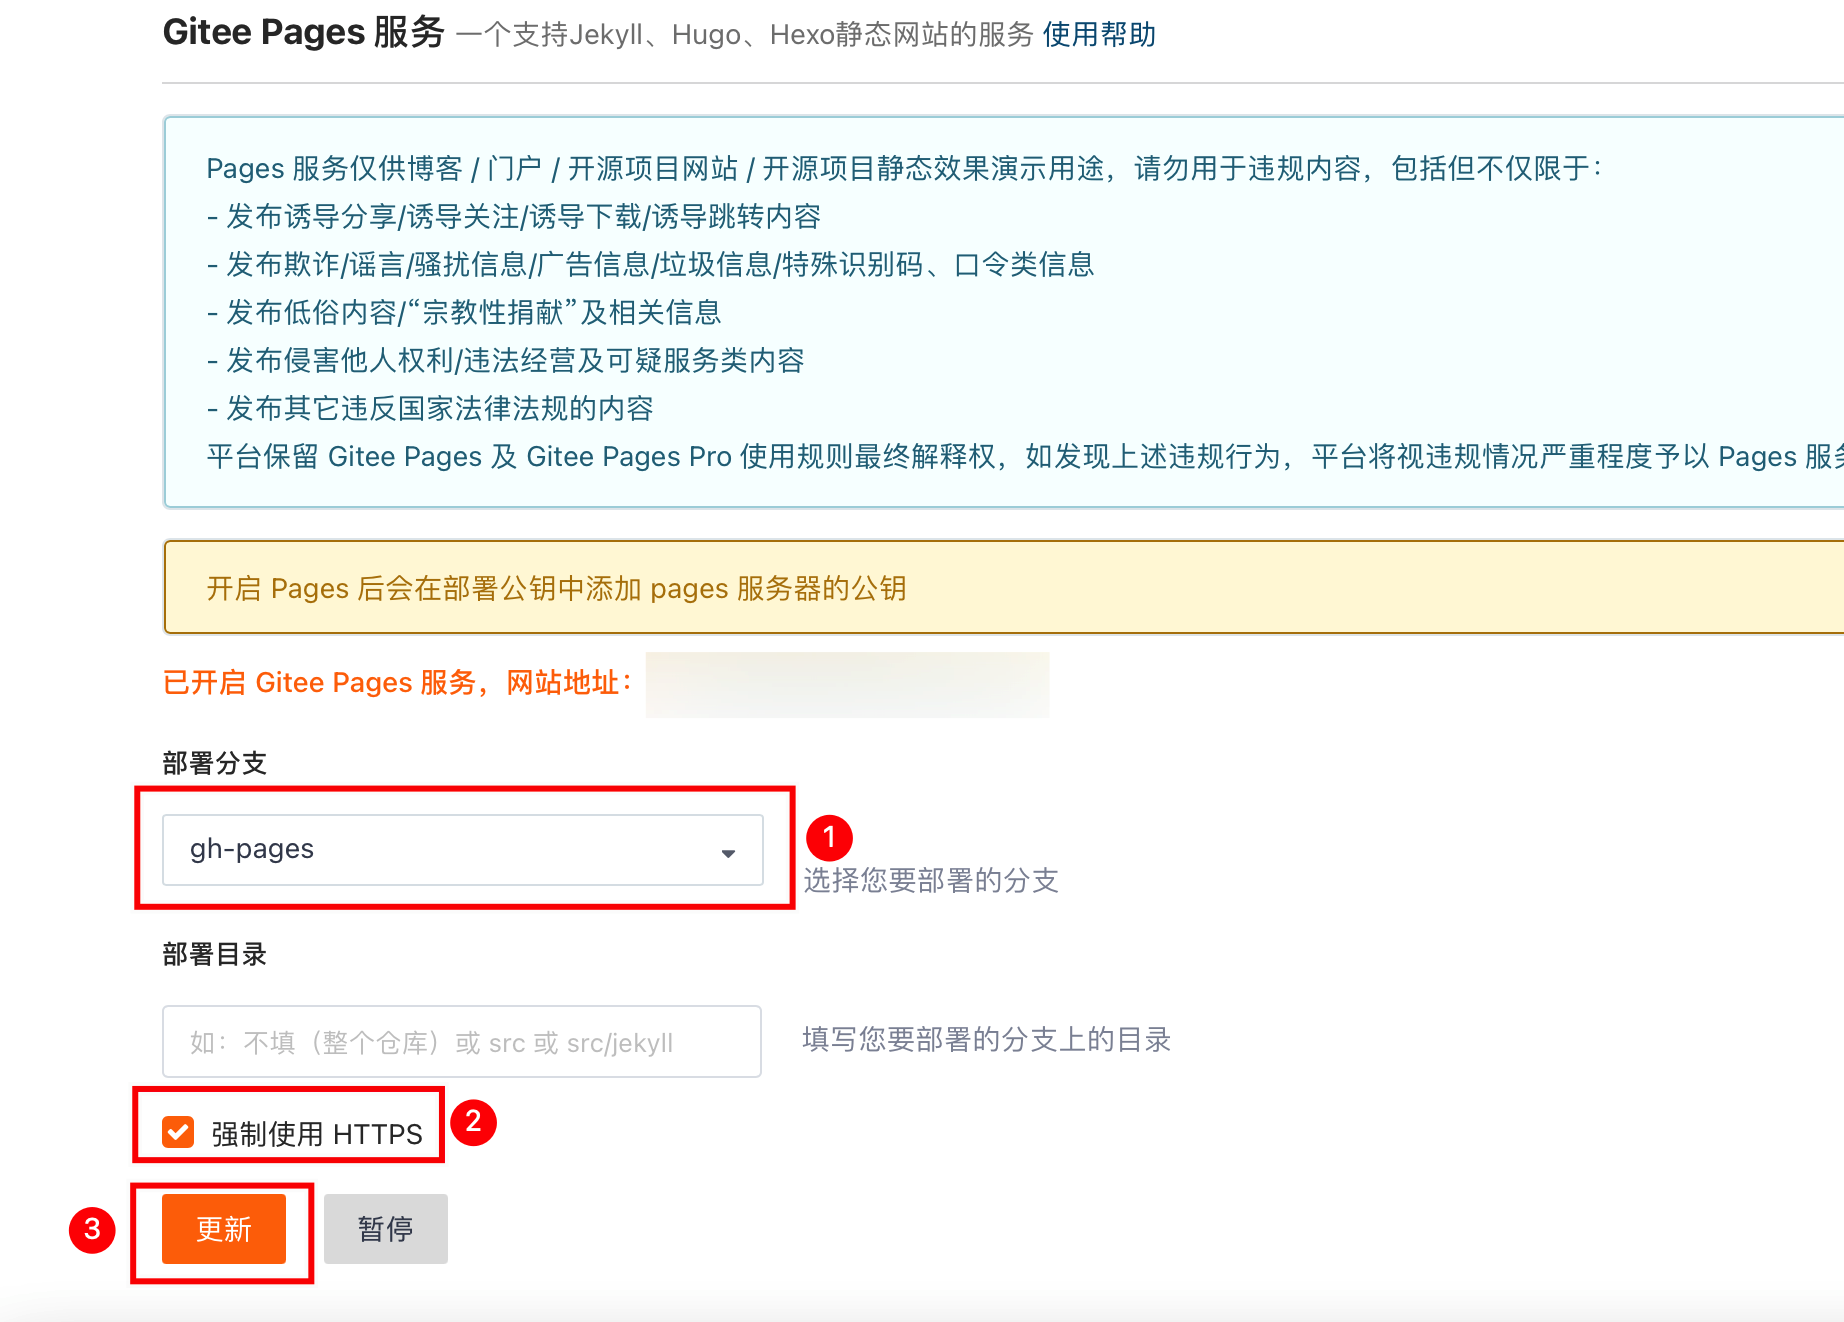 Gitee Pages 服务 一个支持Jekyll、Hugo、Hexo静态网站的服务 使用帮助
Pages 服务仅供博客 / 门户 / 开源项目网站 / 开源项目静态效果演示用途，请勿用于违规内容，包括但不仅限于：
- 发布诱导分享/诱导关注/诱导下载/诱导跳转内容
- 发布欺诈/谣言/骚扰信息/广告信息/垃圾信息/特殊识别码、口令类信息
- 发布低俗内容/“宗教性捐献”及相关信息
- 发布侵害他人权利/违法经营及可疑服务类内容
- 发布其它违反国家法律法规的内容
平台保留 Gitee Pages 及 Gitee Pages Pro 使用规则最终解释权，如发现上述违规行为，平台将视违规情况严重程度予以 Pages 服务
开启 Pages 后会在部署公钥中添加 pages 服务器的公钥
已开启 Gitee Pages 服务，网站地址：
部署分支
gh-pages
1
选择您要部署的分支
部署目录
如：不填（整个仓库）或 src 或 src/jekyll
填写您要部署的分支上的目录
强制使用 HTTPS
2
3
更新
暂停